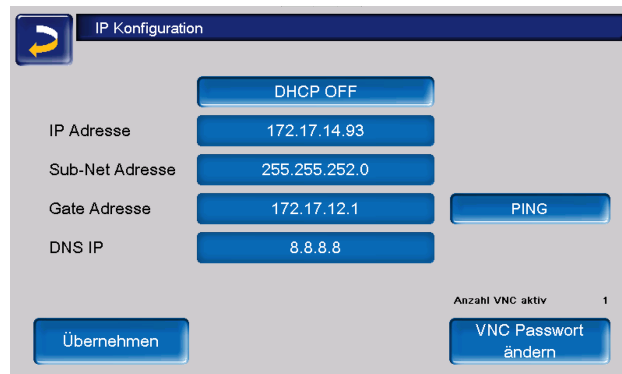 IP Konfiguration
DHCP OFF
IP Adresse 172.17.14.93
Sub-Net Adresse 255.255.252.0
Gate Adresse 172.17.12.1 PING
DNS IP 8.8.8.8
Anzahl VNC aktiv 1
Übernehmen
VNC Passwort
ändern